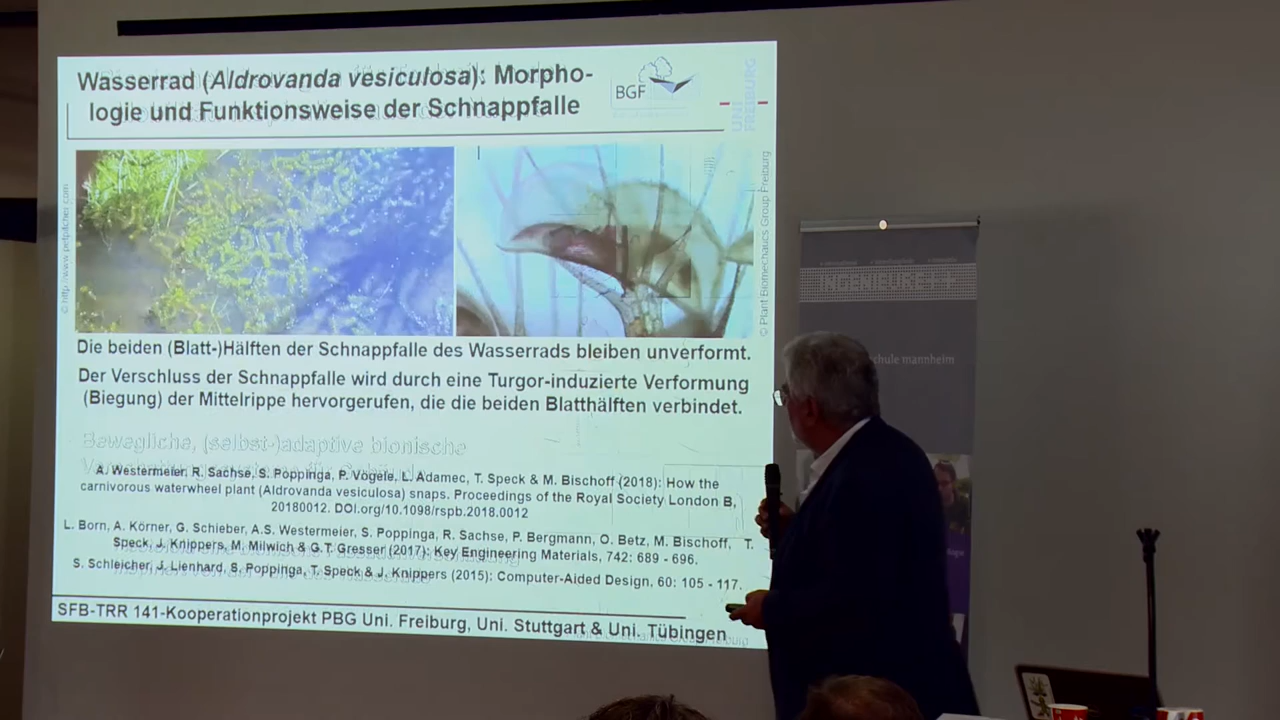 Wasserrad (Aldrovanda vesiculosa): Morpho-
logie und Funktionsweise der Schnappfalle
BGF
UNI
FREIBURG
© http://www.petpitcher.com
© Plant Biomechanics Group Freiburg
Die beiden (Blatt-)Hälften der Schnappfalle des Wasserrads bleiben unverformt.
Der Verschluss der Schnappfalle wird durch eine Turgor-induzierte Verformung
(Biegung) der Mittelrippe hervorgerufen, die die beiden Blatthälften verbindet.
Bewegliche, (selbst-)adaptive bionische
A. Westermeier, R. Sachse, S. Poppinga, P. Vögele, L. Adamec, T. Speck & M. Bischoff (2018): How the
carnivorous waterwheel plant (Aldrovanda vesiculosa) snaps. Proceedings of the Royal Society London B,
20180012. DOI.org/10.1098/rspb.2018.0012
L. Born, A. Körner, G. Schieber, A.S. Westermeier, S. Poppinga, R. Sachse, P. Bergmann, O. Betz, M. Bischoff, T.
Speck, J. Knippers, M. Milwich & G.T. Gresser (2017): Key Engineering Materials, 742: 689 - 696.
S. Schleicher, J. Lienhard, S. Poppinga, T. Speck & J. Knippers (2015): Computer-Aided Design, 60: 105 - 117.
SFB-TRR 141-Kooperationprojekt PBG Uni. Freiburg, Uni. Stuttgart & Uni. Tübingen
chule mannheim